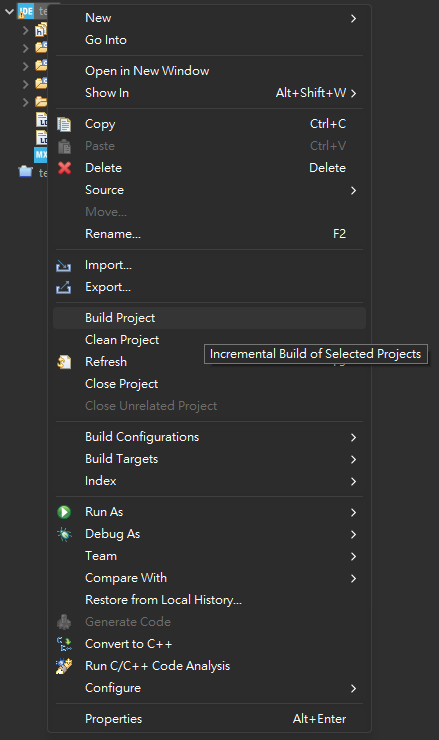 IDE
New
Go Into
Open in New Window
Show In Alt+Shift+W
Copy Ctrl+C
Paste Ctrl+V
Delete Delete
Source
Move...
Rename... F2
Import...
Export...
Build Project
Clean Project
Incremental Build of Selected Projects
Refresh
Close Project
Close Unrelated Project
Build Configurations
Build Targets
Index
Run As
Debug As
Team
Compare With
Restore from Local History...
Generate Code
Convert to C++
Run C/C++ Code Analysis
Configure
Properties Alt+Enter
MX
te